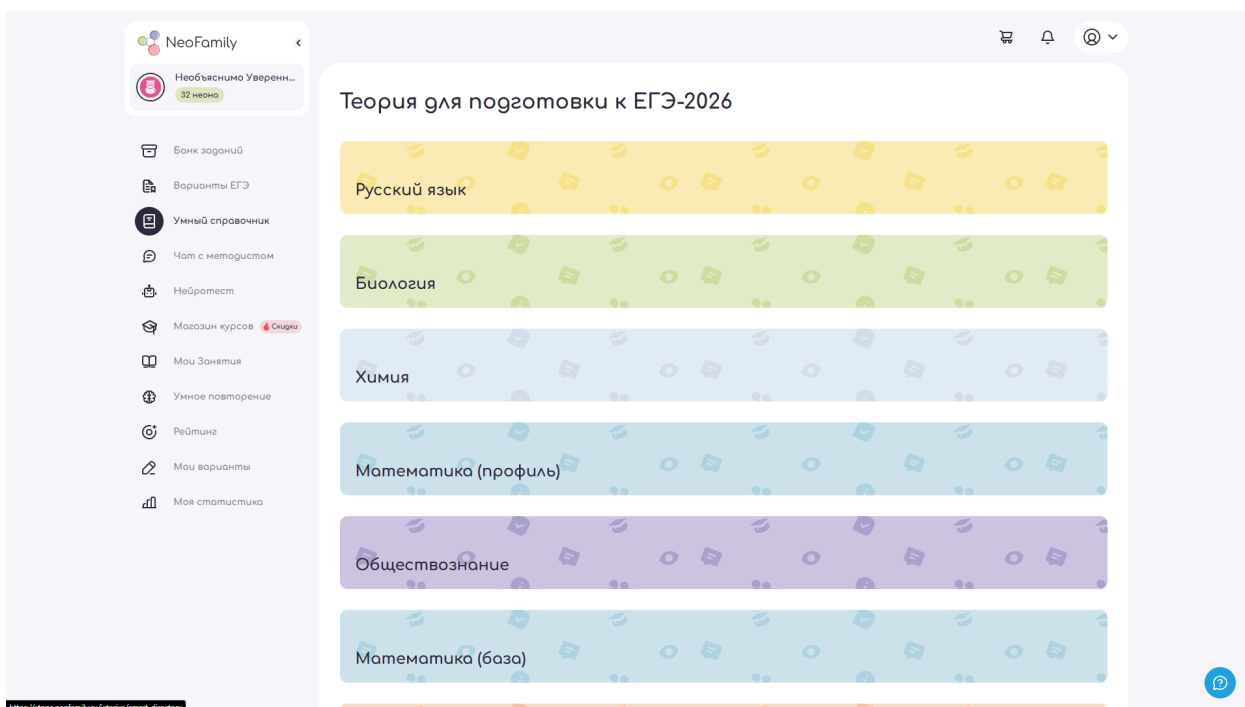 NeoFamily
Необъяснимо Уверенн...
32 неона
Банк заданий
Варианты ЕГЭ
Умный справочник
Чат с методистом
Нейротест
Магазин курсов
Скидки
Мои Занятия
Умное повторение
Рейтинг
Мои варианты
Моя статистика
Теория для подготовки к ЕГЭ-2026
Русский язык
Биология
Химия
Математика (профиль)
Обществознание
Математика (база)